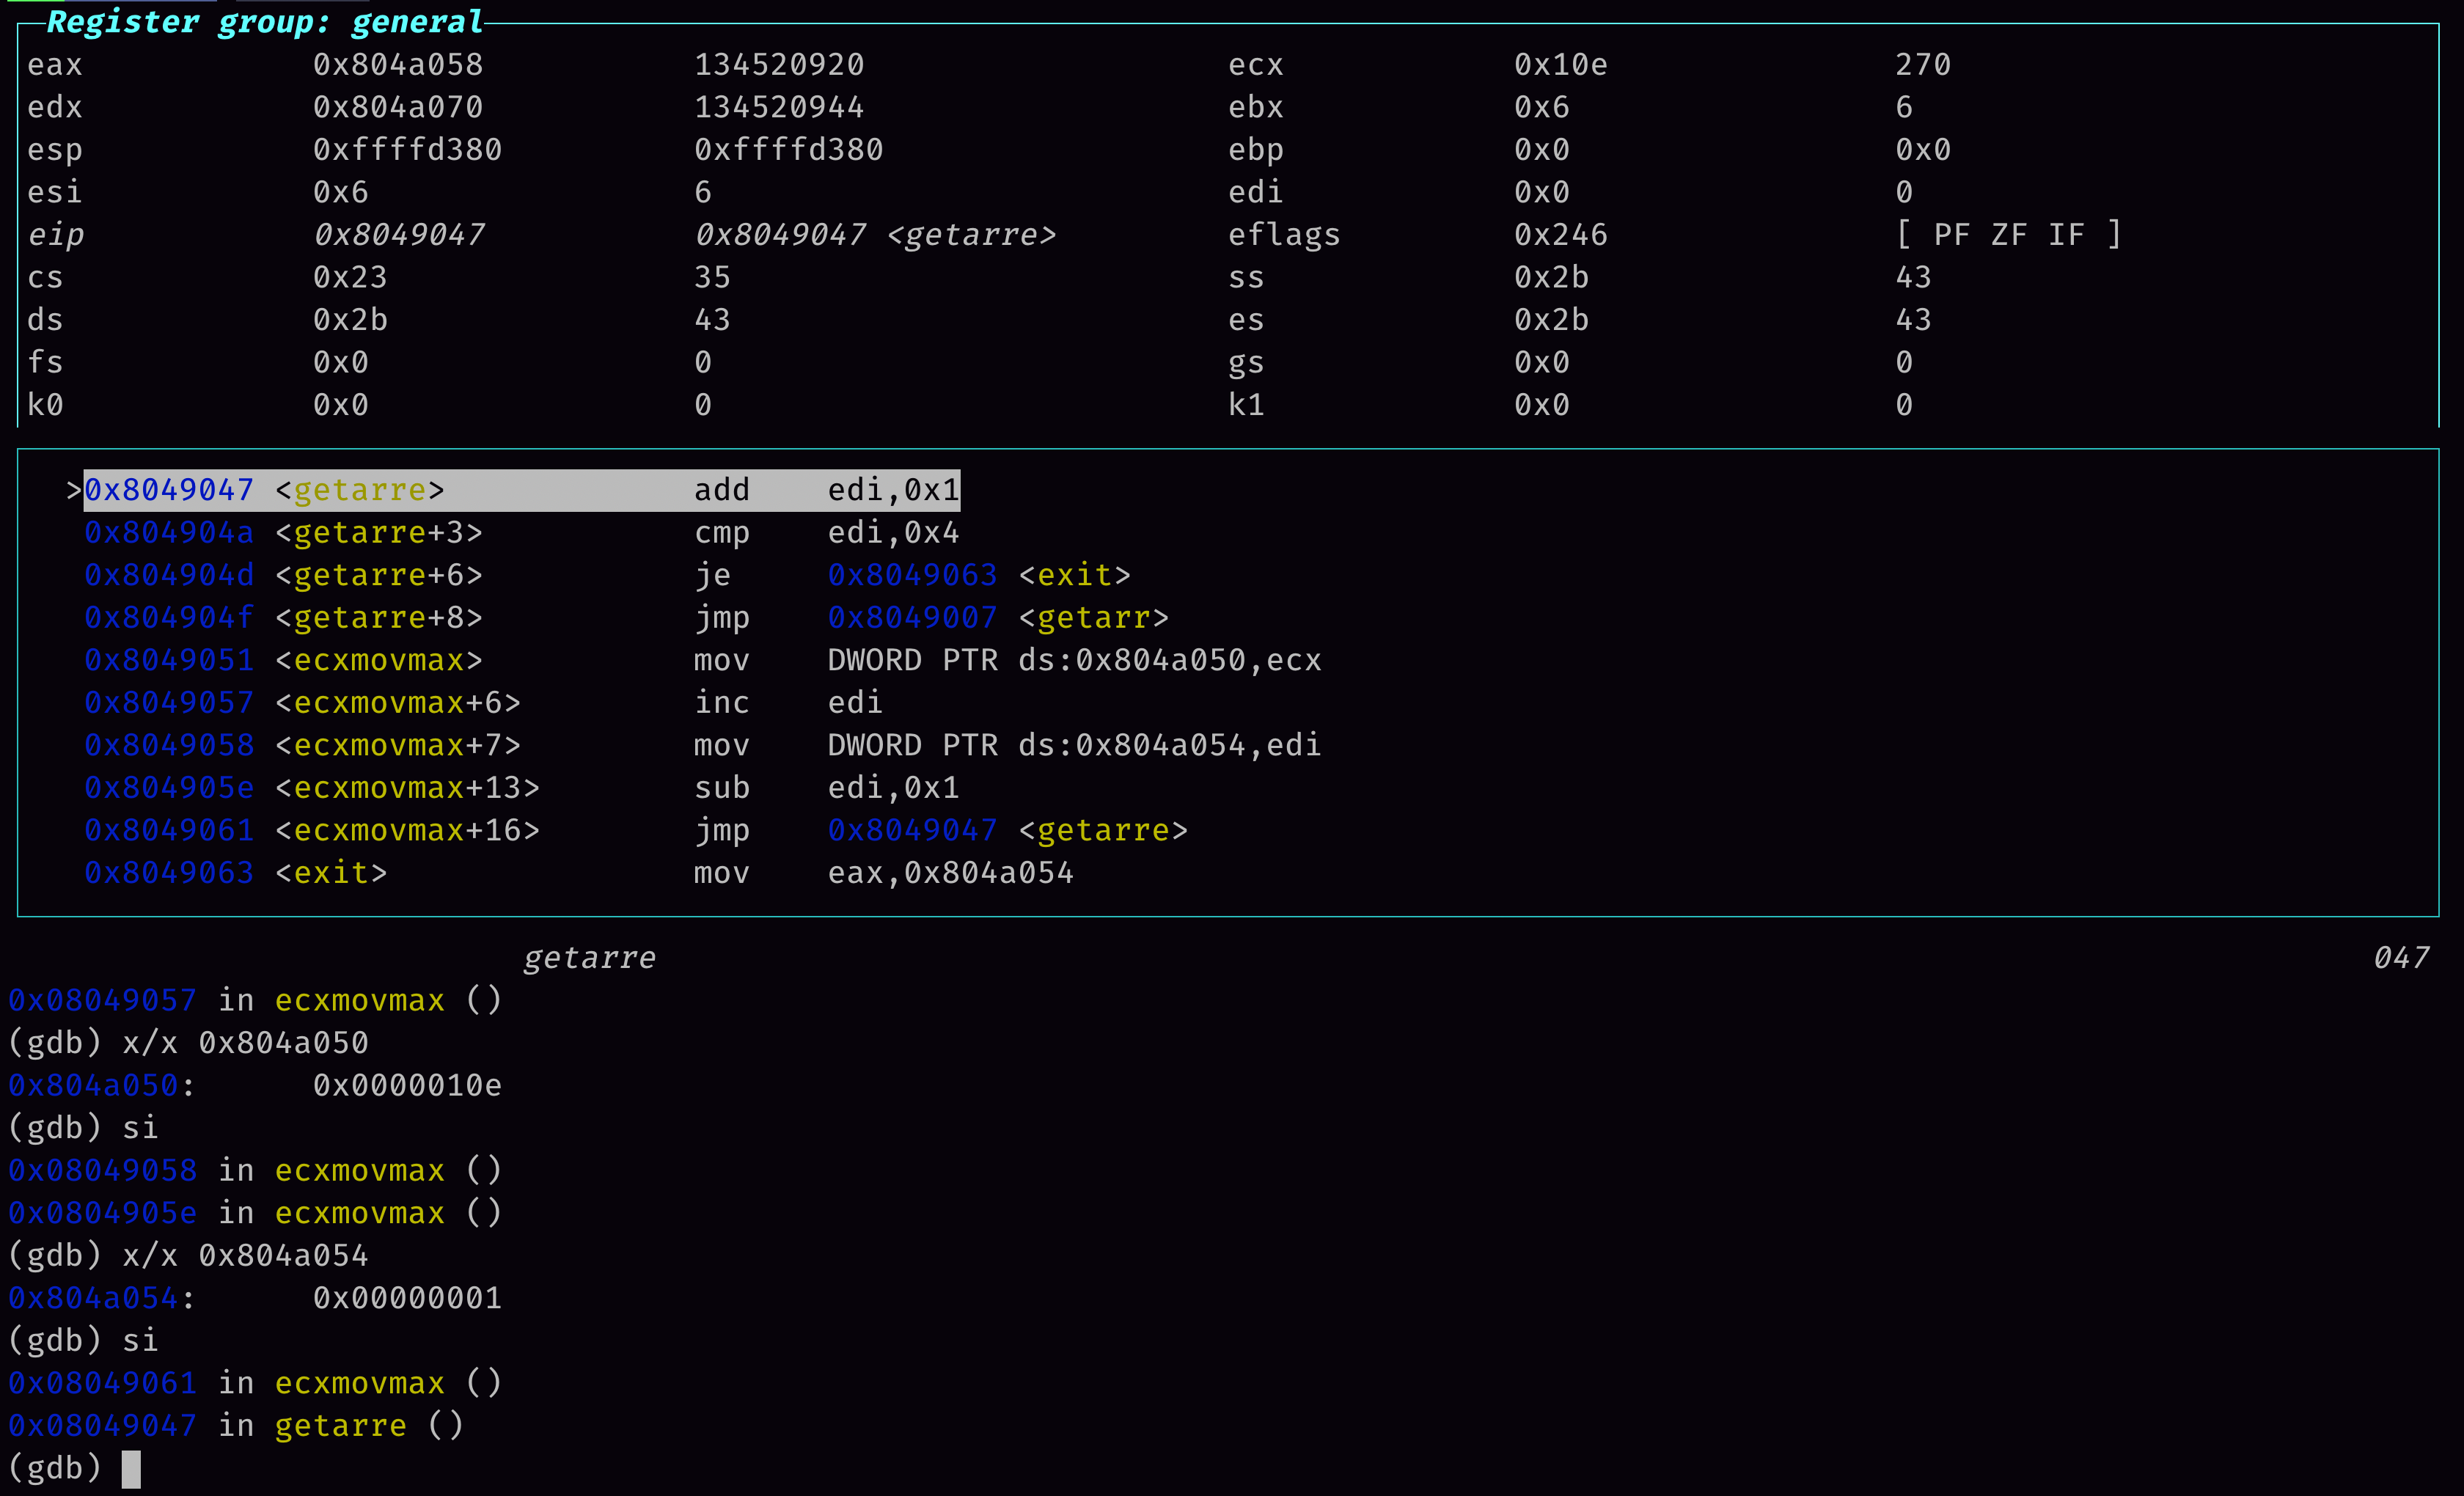 Register group: general
eax 0x804a058 134520920 ecx 0x10e 270
edx 0x804a070 134520944 ebx 0x6 6
esp 0xffffd380 0xffffd380 ebp 0x0 0x0
esi 0x6 6 edi 0x0 0
eip 0x8049047 0x8049047 <getarre> eflags 0x246 [ PF ZF IF ]
cs 0x23 35 ss 0x2b 43
ds 0x2b 43 es 0x2b 43
fs 0x0 0 gs 0x0 0
k0 0x0 0 k1 0x0 0
>0x8049047 <getarre> add edi,0x1
0x804904a <getarre+3> cmp edi,0x4
0x804904d <getarre+6> je 0x8049063 <exit>
0x804904f <getarre+8> jmp 0x8049007 <getarr>
0x8049051 <ecxmovmax> mov DWORD PTR ds:0x804a050,ecx
0x8049057 <ecxmovmax+6> inc edi
0x8049058 <ecxmovmax+7> mov DWORD PTR ds:0x804a054,edi
0x804905e <ecxmovmax+13> sub edi,0x1
0x8049061 <ecxmovmax+16> jmp 0x8049047 <getarre>
0x8049063 <exit> mov eax,0x804a054
getarre 047
0x08049057 in ecxmovmax ()
(gdb) x/x 0x804a050
0x804a050: 0x0000010e
(gdb) si
0x08049058 in ecxmovmax ()
0x0804905e in ecxmovmax ()
(gdb) x/x 0x804a054
0x804a054: 0x00000001
(gdb) si
0x08049061 in ecxmovmax ()
0x08049047 in getarre ()
(gdb)